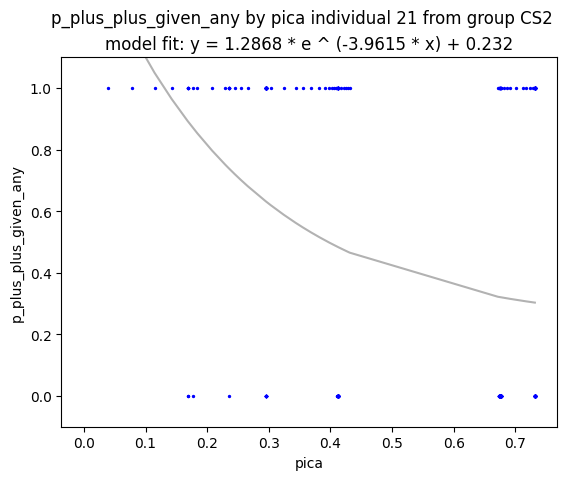 p_plus_plus_given_any by pica individual 21 from group CS2
model fit: y = 1.2868 * e ^ (-3.9615 * x) + 0.232
p_plus_plus_given_any
1.0
0.8
0.6
0.4
0.2
0.0
0.0 0.1 0.2 0.3 0.4 0.5 0.6 0.7
pica